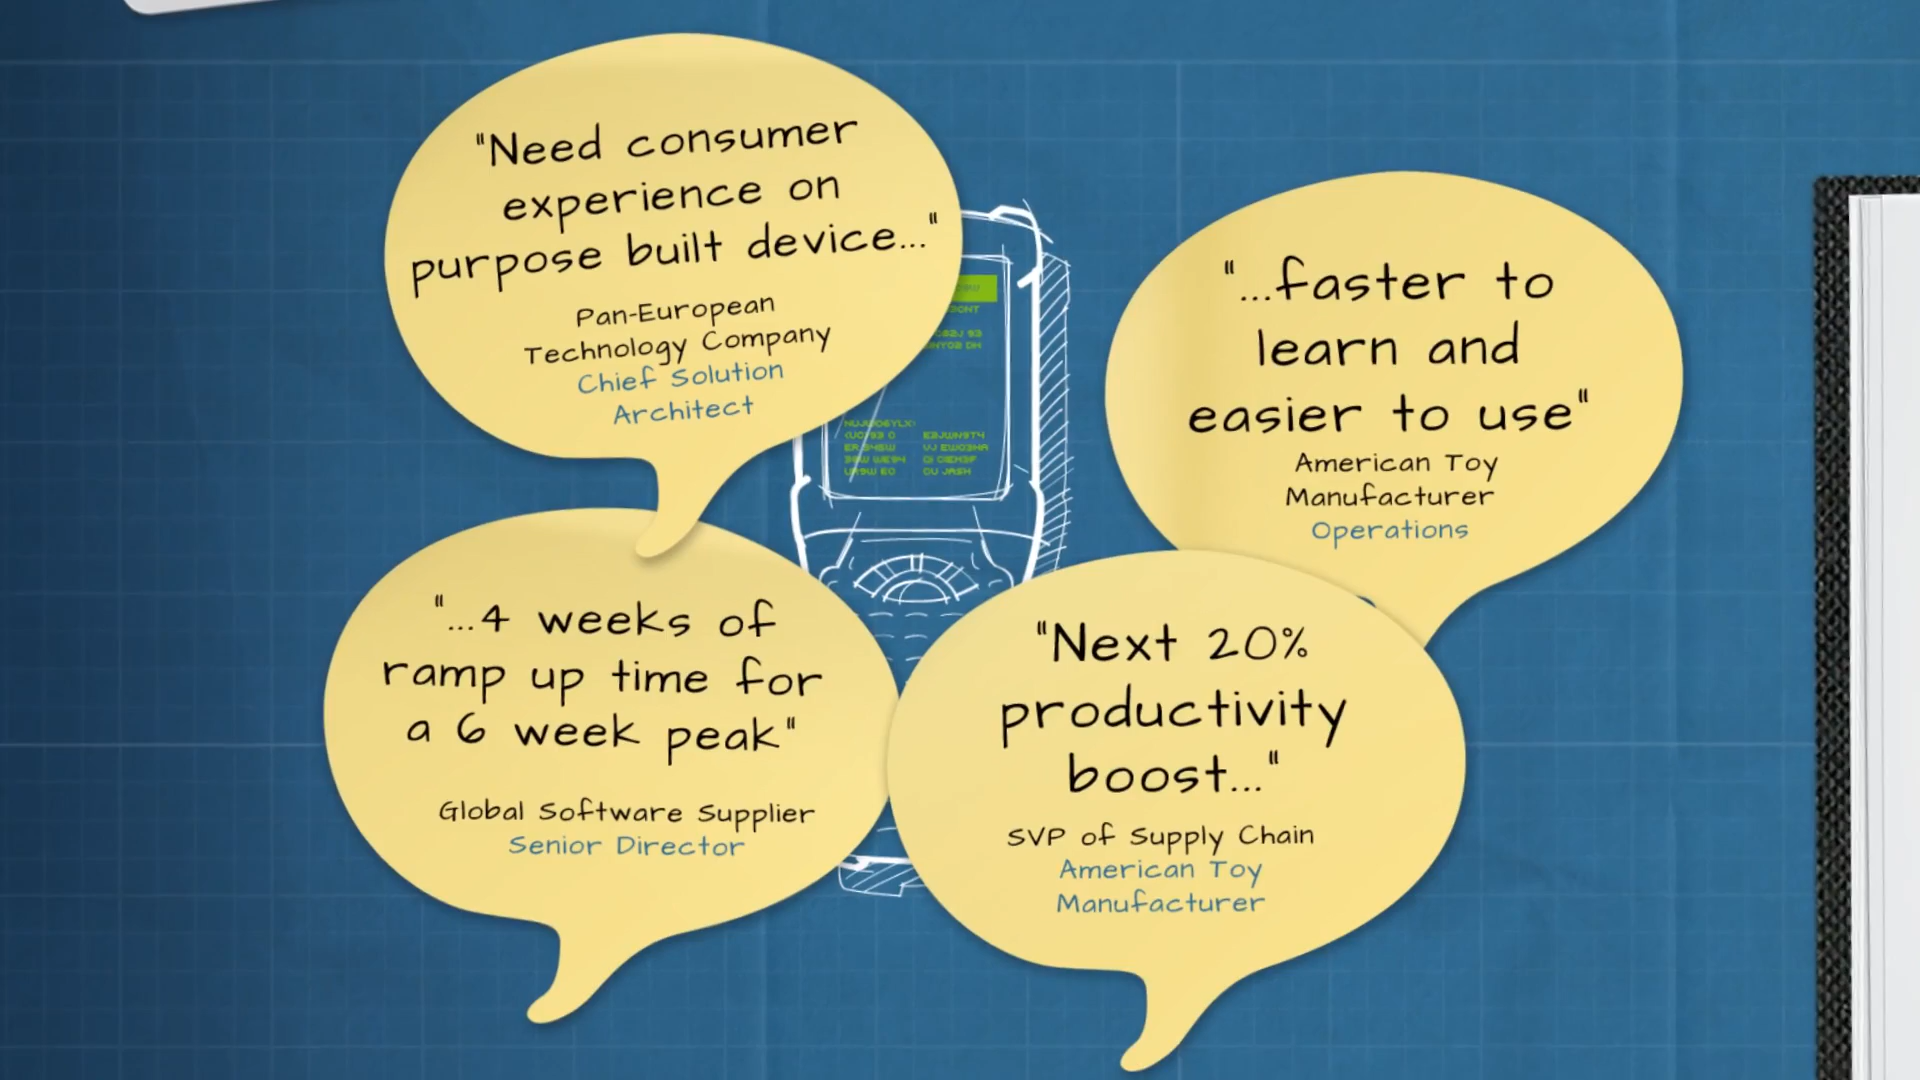 "Need consumer
experience on
purpose built device..."
Pan-European
Technology Company
Chief Solution
Architect
"...faster to
learn and
easier to use"
American Toy
Manufacturer
Operations
"...4 weeks of
ramp up time for
a 6 week peak"
Global Software Supplier
Senior Director
"Next 20%
productivity
boost..."
SVP of Supply Chain
American Toy
Manufacturer